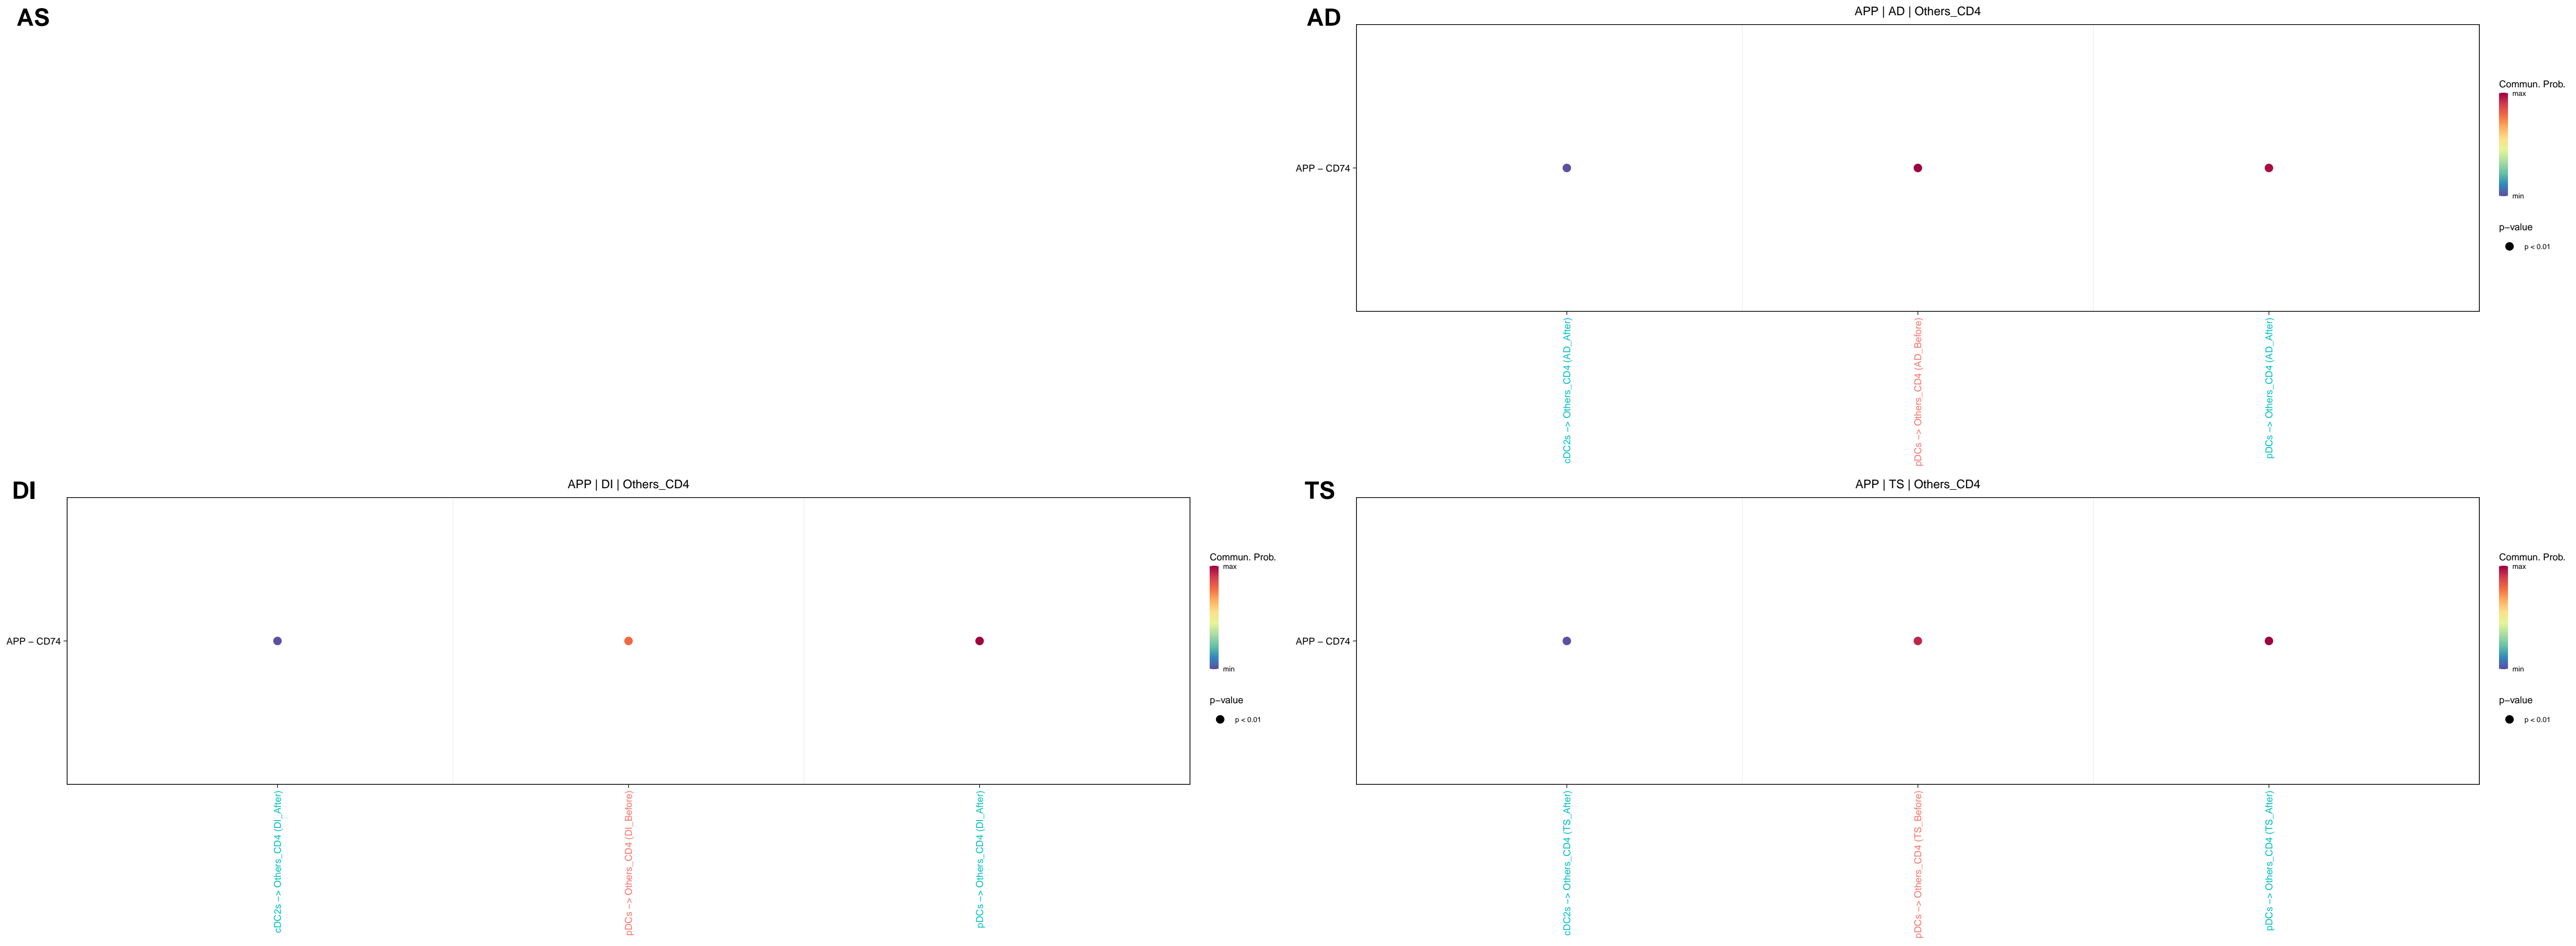 AS
AD
APP | AD | Others_CD4
APP – CD74
Commun. Prob.
max
min
p−value
p < 0.01
cDC2s −> Others_CD4 (AD_After)
pDCs −> Others_CD4 (AD_Before)
pDCs −> Others_CD4 (AD_After)
DI
APP | DI | Others_CD4
APP – CD74
Commun. Prob.
max
min
p−value
p < 0.01
cDC2s −> Others_CD4 (DI_After)
pDCs −> Others_CD4 (DI_Before)
pDCs −> Others_CD4 (DI_After)
TS
APP | TS | Others_CD4
APP – CD74
Commun. Prob.
max
min
p−value
p < 0.01
cDC2s −> Others_CD4 (TS_After)
pDCs −> Others_CD4 (TS_Before)
pDCs −> Others_CD4 (TS_After)